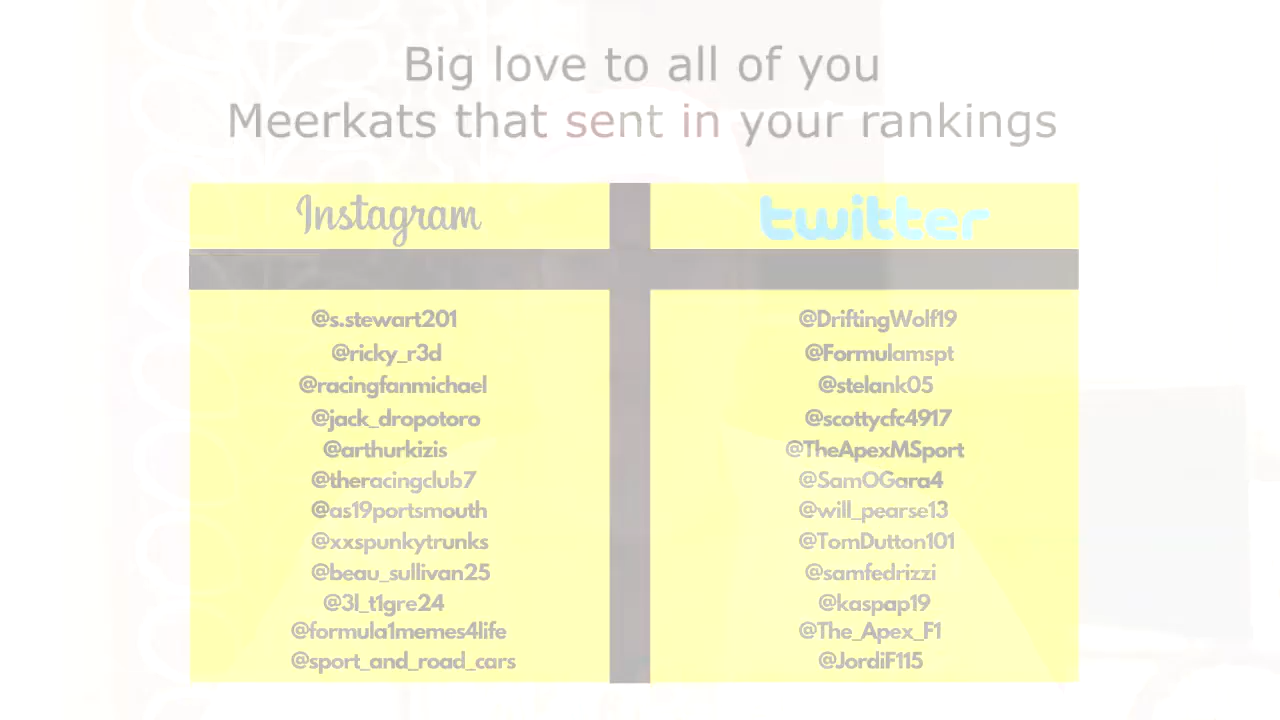 Big love to all of you
Meerkats that sent in your rankings
Instagram
twitter
@s.stewart201
@DriftingWolf19
@ricky_r3d
@Formulamspt
@racingfanmichael
@stelank05
@jack_dropotoro
@scottycfc4917
@arthurkizis
@TheApexMSport
@theracingclub7
@SamOGara4
@as19portsmouth
@will_pearse13
@xxspunkytrunks
@TomDutton101
@beau_sullivan25
@samfedrizzi
@3l_t1gre24
@kaspap19
@formula1memes4life
@The_Apex_F1
@sport_and_road_cars
@JordiF115